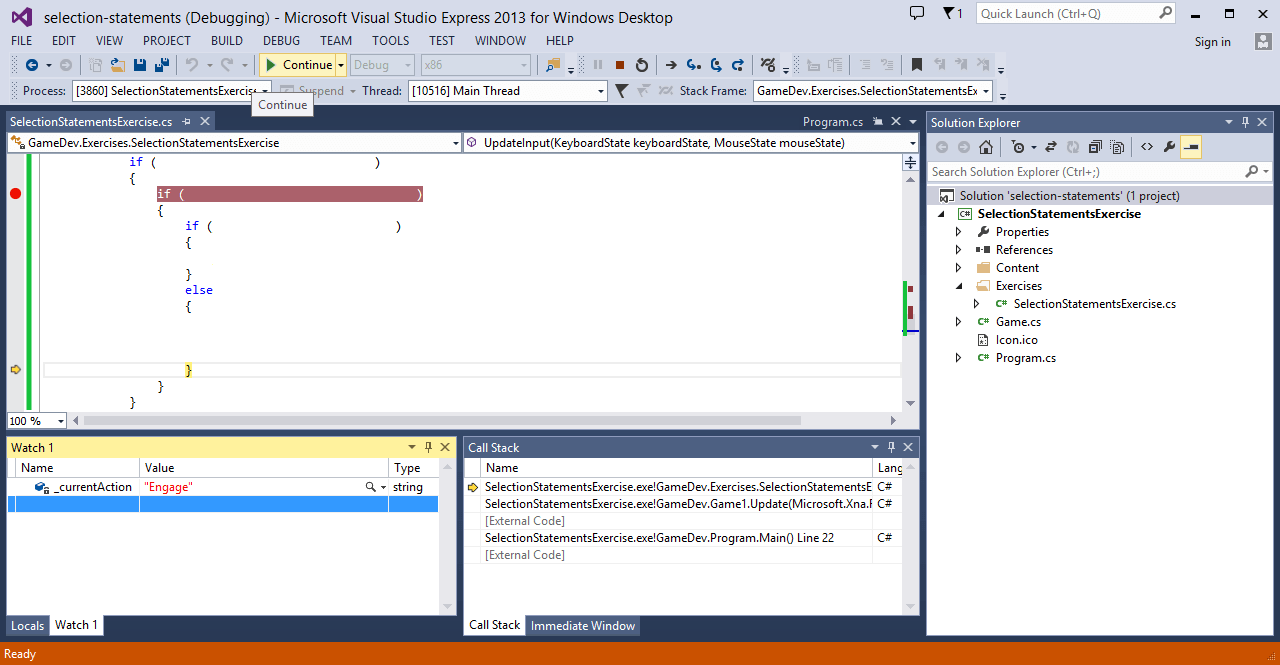 selection-statements (Debugging) - Microsoft Visual Studio Express 2013 for Windows Desktop
1
Quick Launch (Ctrl+Q)
FILE EDIT VIEW PROJECT BUILD DEBUG TEAM TOOLS TEST WINDOW HELP
Sign in
Continue Debug x86
Process: [3860] SelectionStatementsExercise Suspend Thread: [10516] Main Thread Stack Frame: GameDev.Exercises.SelectionStatementsEx
Continue
SelectionStatementsExercise.cs Program.cs
GameDev.Exercises.SelectionStatementsExercise UpdateInput(KeyboardState keyboardState, MouseState mouseState)
if ( )
{
if ( )
{
if ( )
{
}
else
{
}
}
}
100 %
Watch 1
Name Value Type
_currentAction "Engage" string
Locals Watch 1
Call Stack
Name Lang
SelectionStatementsExercise.exe!GameDev.Exercises.SelectionStatementsE C#
SelectionStatementsExercise.exe!GameDev.Game1.Update(Microsoft.Xna.F C#
[External Code]
SelectionStatementsExercise.exe!GameDev.Program.Main() Line 22 C#
[External Code]
Call Stack Immediate Window
Solution Explorer
Search Solution Explorer (Ctrl+;)
Solution 'selection-statements' (1 project)
C# SelectionStatementsExercise
Properties
References
Content
Exercises
C# SelectionStatementsExercise.cs
C# Game.cs
Icon.ico
C# Program.cs
Ready